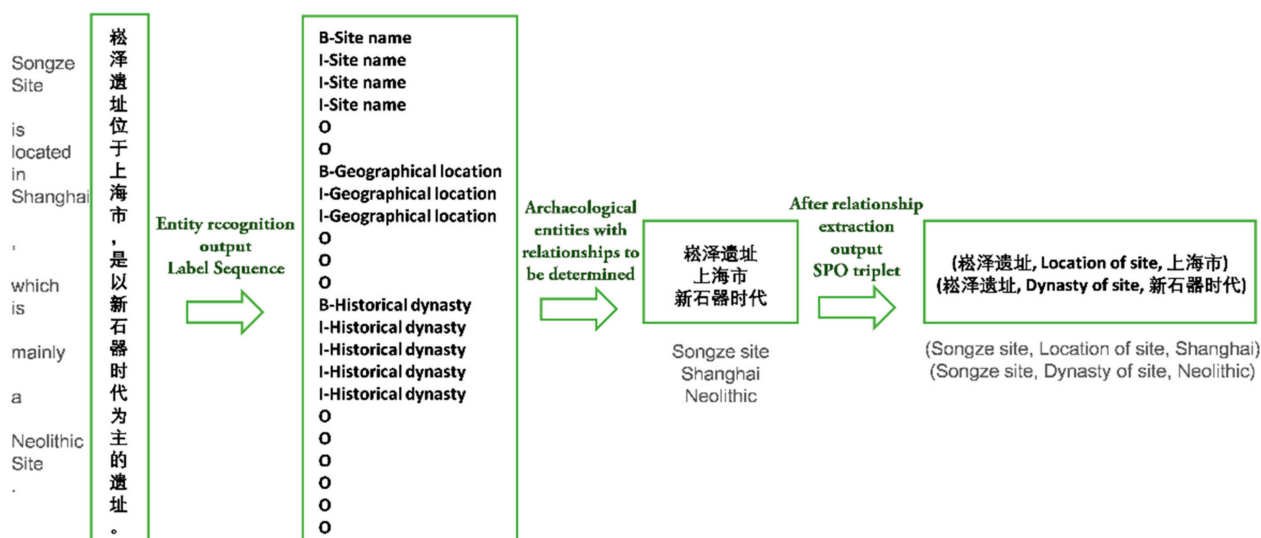 Songze
Site
is
located
in
Shanghai
,
which
is
mainly
a
Neolithic
Site
.
崧
泽
遗
址
位
于
上
海
市
,
是
以
新
石
器
时
代
为
主
的
遗
址
。
Entity recognition
output
Label Sequence
B-Site name
I-Site name
I-Site name
I-Site name
O
O
B-Geographical location
I-Geographical location
I-Geographical location
O
O
O
B-Historical dynasty
I-Historical dynasty
I-Historical dynasty
I-Historical dynasty
I-Historical dynasty
O
O
O
O
O
O
Archaeological
entities with
relationships to
be determined
崧泽遗址
上海市
新石器时代
Songze site
Shanghai
Neolithic
After relationship
extraction
output
SPO triplet
(崧泽遗址, Location of site, 上海市)
(崧泽遗址, Dynasty of site, 新石器时代)
(Songze site, Location of site, Shanghai)
(Songze site, Dynasty of site, Neolithic)